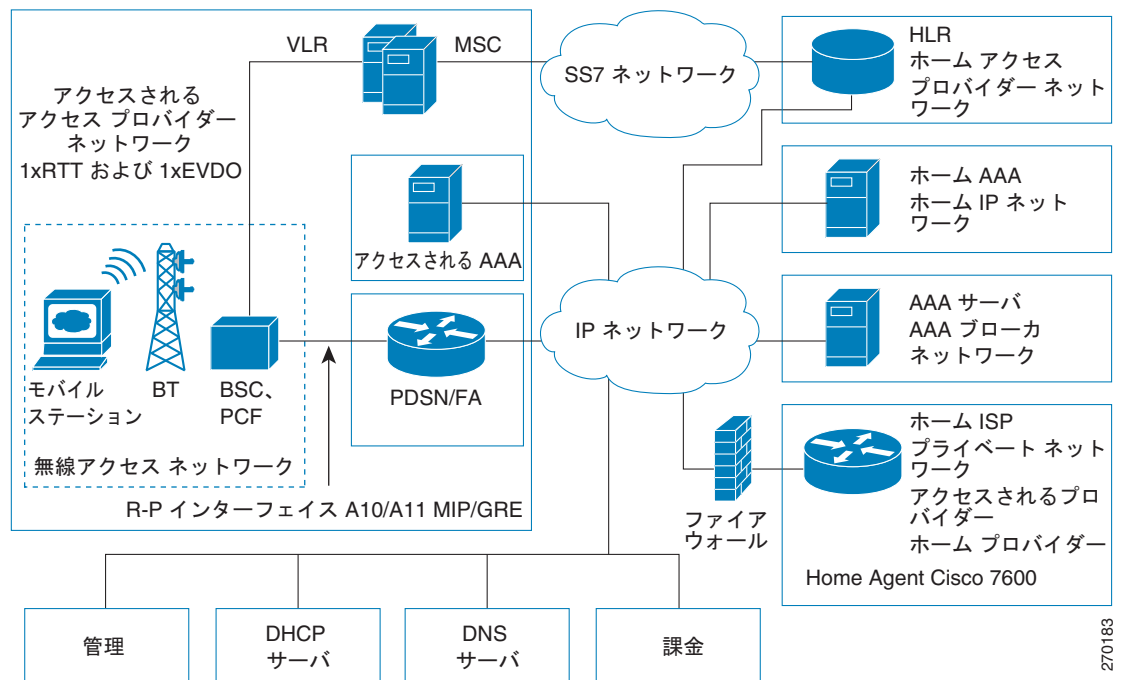 VLR
MSC
SS7 ネットワーク
HLR
ホーム アクセス
プロバイダー ネット
ワーク
アクセスされる
アクセス プロバイダー
ネットワーク
1xRTT および 1xEVDO
アクセスされる AAA
ホーム AAA
ホーム IP ネット
ワーク
IP ネットワーク
AAA サーバ
AAA ブローカ
ネットワーク
モバイル
ステーション
BT
BSC、
PCF
PDSN/FA
無線アクセス ネットワーク
R-P インターフェイス A10/A11 MIP/GRE
ファイア
ウォール
ホーム ISP
プライベート ネット
ワーク
アクセスされるプロ
バイダー
ホーム プロバイダー
Home Agent Cisco 7600
管理
DHCP
サーバ
DNS
サーバ
課金
270183